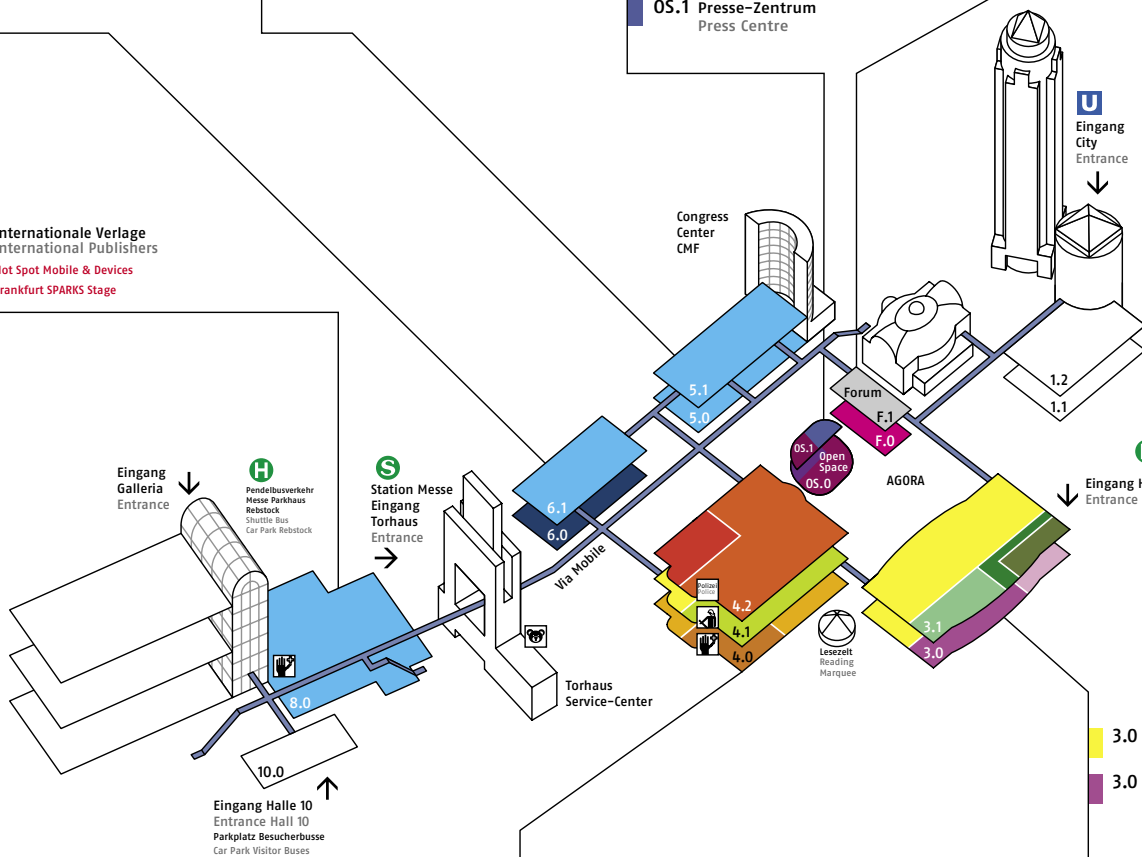 OS.1 Presse-Zentrum
Press Centre
U
Eingang
City
Entrance
Congress
Center
CMF
nternationale Verlage
nternational Publishers
Hot Spot Mobile & Devices
rankfurt SPARKS Stage
5.1
5.0
Forum
F.1
F.0
1.2
1.1
OS.1
Open
Space
OS.0
AGORA
Eingang H
Entrance
Eingang
Galleria
Entrance
H
Pendelbusverkehr
Messe Parkhaus
Rebstock
Shuttle Bus
Car Park Rebstock
S
Station Messe
Eingang
Torhaus
Entrance
6.1
6.0
Via Mobile
Polizei
Police
4.2
4.1
4.0
3.1
3.0
Lesezelt
Reading
Marquee
Torhaus
Service-Center
8.0
10.0
Eingang Halle 10
Entrance Hall 10
Parkplatz Besucherbusse
Car Park Visitor Buses
3.0
3.0